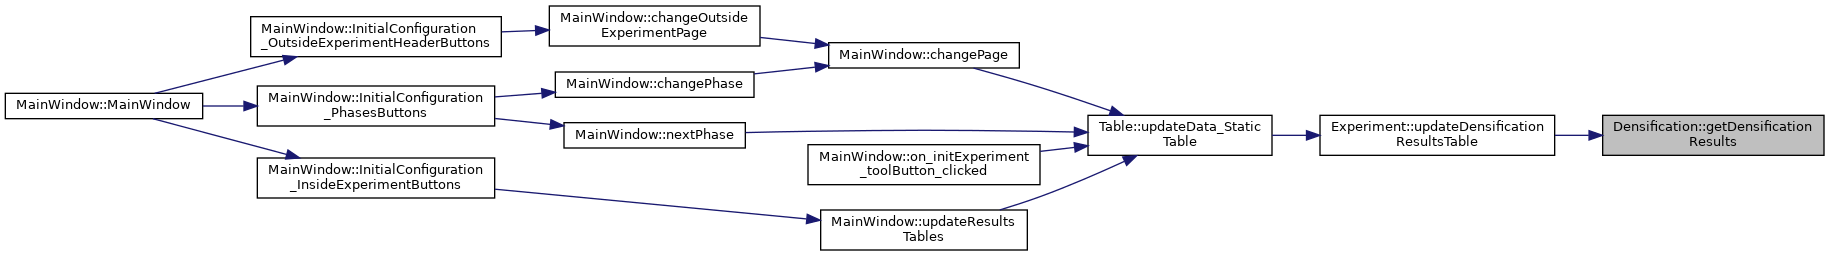 MainWindow::MainWindow
MainWindow::InitialConfiguration
_OutsideExperimentHeaderButtons
MainWindow::InitialConfiguration
_PhasesButtons
MainWindow::InitialConfiguration
_InsideExperimentButtons
MainWindow::changeOutside
ExperimentPage
MainWindow::changePhase
MainWindow::nextPhase
MainWindow::changePage
MainWindow::on_initExperiment
_toolButton_clicked
MainWindow::updateResults
Tables
Table::updateData_Static
Table
Experiment::updateDensification
ResultsTable
Densification::getDensification
Results